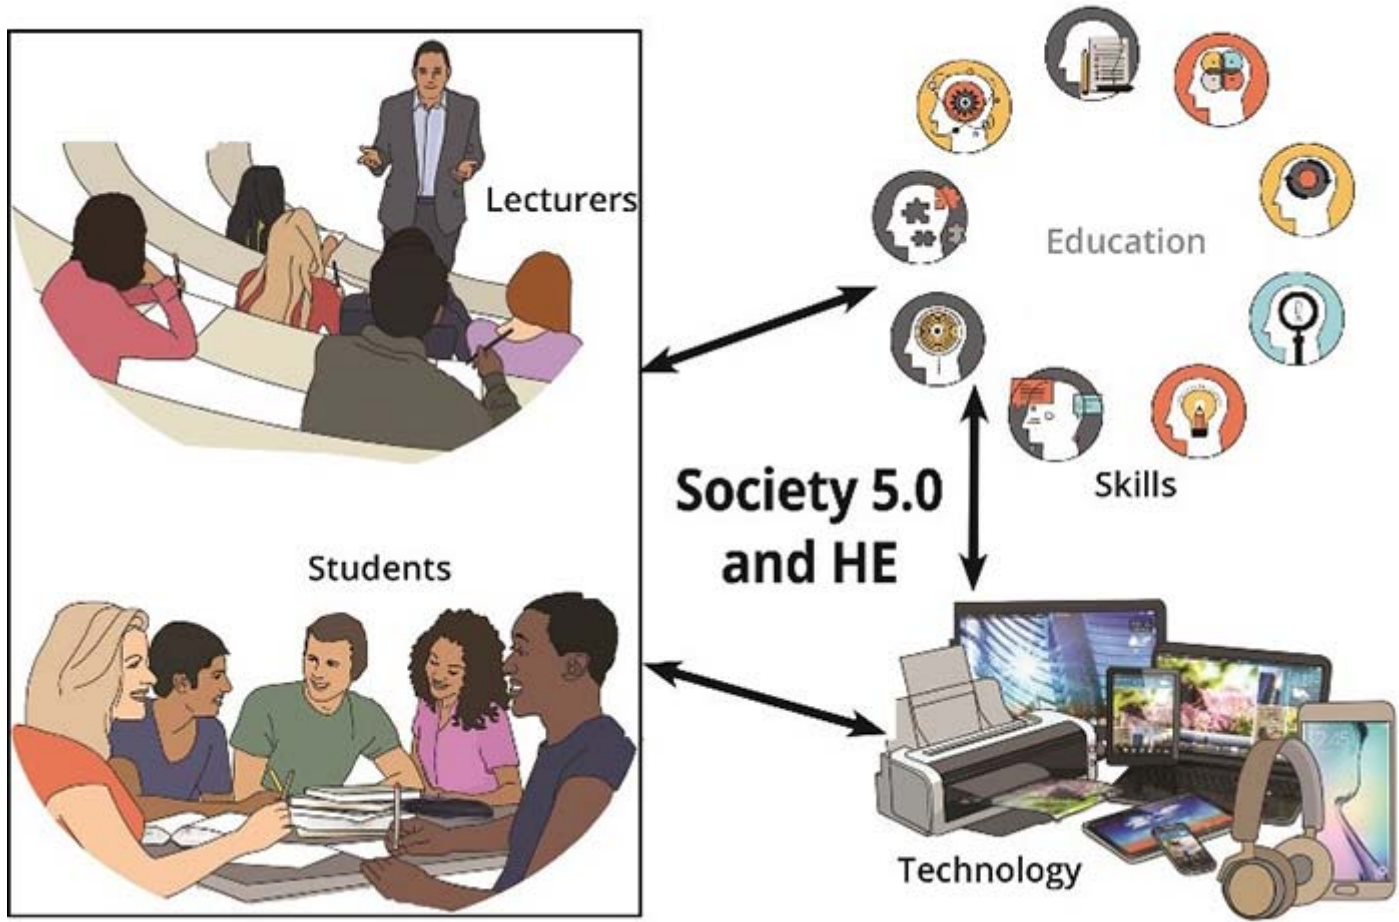 Lecturers
Education
Skills
Society 5.0
and HE
Students
Technology